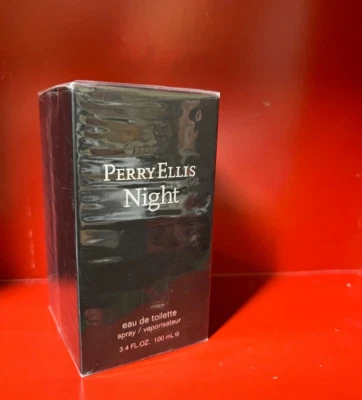 PERRY ELLIS
Night
eau de toilette
spray / vaporisateur
3.4 FL.OZ. 100 mL ℮